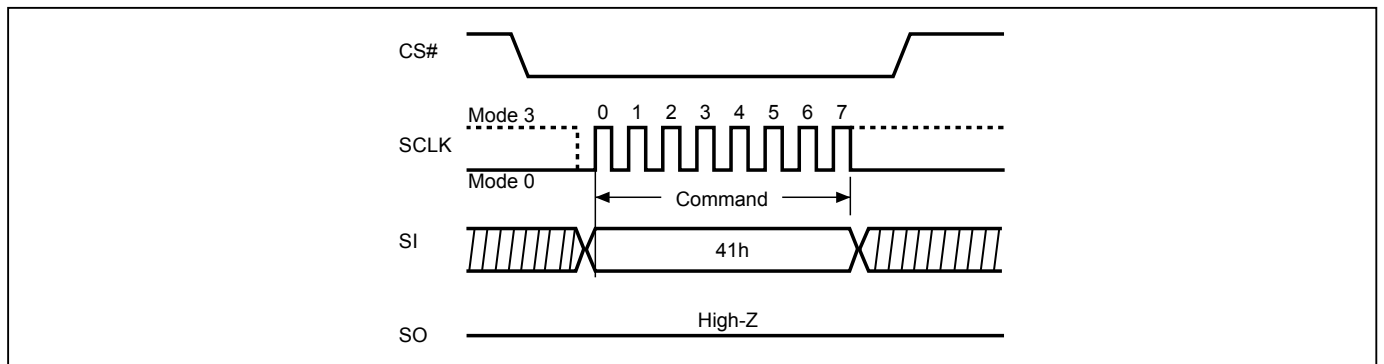 CS#
Mode 3
0 1 2 3 4 5 6 7
SCLK
Mode 0
Command
SI
41h
High-Z
SO